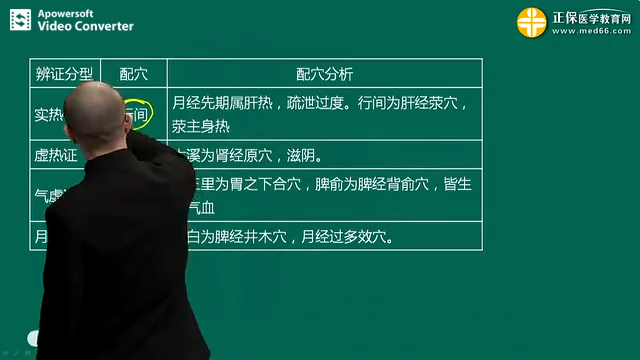 Apowersoft
Video Converter
正保医学教育网
www.med66.com
辨证分型 配穴 配穴分析
实热 行间 月经先期属肝热，疏泄过度。行间为肝经荥穴，
荥主身热
虚热证 溪为肾经原穴，滋阴。
气虚 三里为胃之下合穴，脾俞为脾经背俞穴，皆生
气血
月 白为脾经井木穴，月经过多效穴。